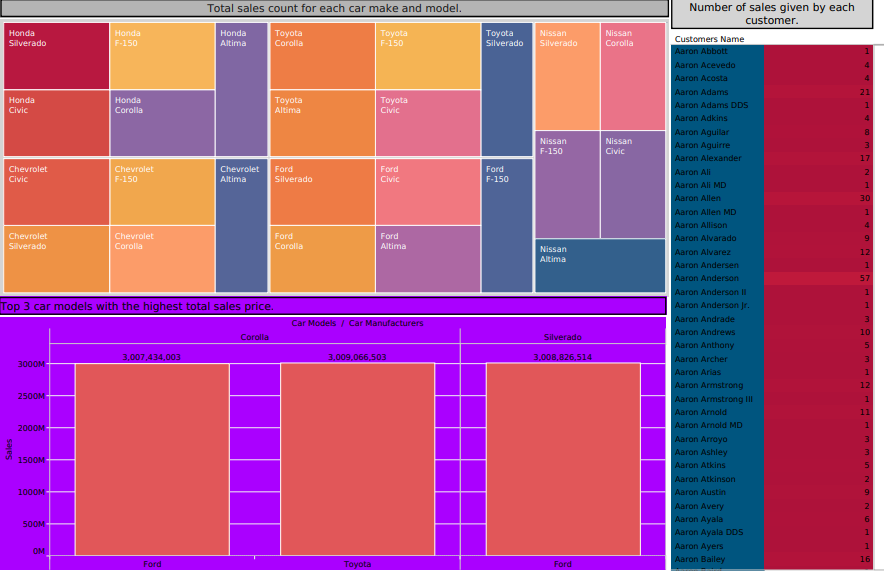 Total sales count for each car make and model.
Honda
Silverado
Honda
F-150
Honda
Altima
Toyota
Corolla
Toyota
F-150
Toyota
Silverado
Nissan
Silverado
Nissan
Corolla
Honda
Civic
Honda
Corolla
Toyota
Altima
Toyota
Civic
Nissan
F-150
Nissan
Civic
Chevrolet
Civic
Chevrolet
F-150
Chevrolet
Altima
Ford
Silverado
Ford
Civic
Ford
F-150
Chevrolet
Silverado
Chevrolet
Corolla
Ford
Corolla
Ford
Altima
Nissan
Altima
Top 3 car models with the highest total sales price.
Car Models / Car Manufacturers
Corolla
Silverado
3,007,434,003
3,009,066,503
3,008,826,514
3000M
2500M
2000M
1500M
1000M
500M
0M
Sales
Ford
Toyota
Ford
Number of sales given by each
customer.
Customers Name
Aaron Abbott 1
Aaron Acevedo 4
Aaron Acosta 4
Aaron Adams 21
Aaron Adams DDS 1
Aaron Adkins 4
Aaron Aguilar 8
Aaron Aguirre 3
Aaron Alexander 17
Aaron Ali 2
Aaron Ali MD 1
Aaron Allen 30
Aaron Allen MD 1
Aaron Allison 4
Aaron Alvarado 9
Aaron Alvarez 12
Aaron Andersen 1
Aaron Anderson 57
Aaron Anderson II 1
Aaron Anderson Jr. 1
Aaron Andrade 3
Aaron Andrews 10
Aaron Anthony 5
Aaron Archer 3
Aaron Arias 1
Aaron Armstrong 12
Aaron Armstrong III 1
Aaron Arnold 11
Aaron Arnold MD 1
Aaron Arroyo 3
Aaron Ashley 3
Aaron Atkins 5
Aaron Atkinson 2
Aaron Austin 9
Aaron Avery 2
Aaron Ayala 6
Aaron Ayala DDS 1
Aaron Ayers 1
Aaron Bailey 16